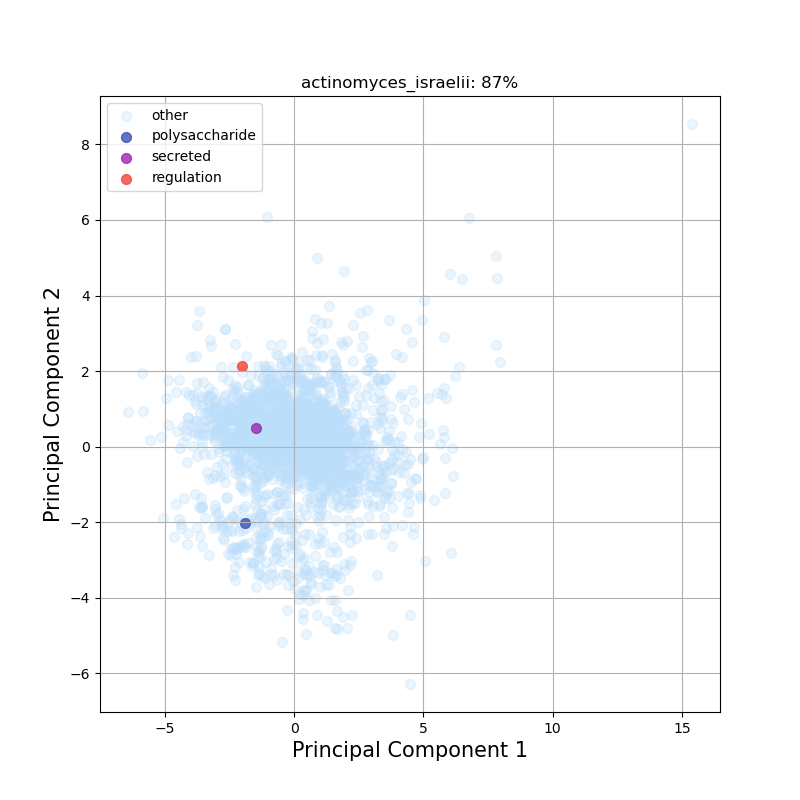 actinomyces_israelii: 87%
other
polysaccharide
secreted
regulation
8
6
4
2
0
−2
−4
−6
Principal Component 2
−5
0
5
10
15
Principal Component 1